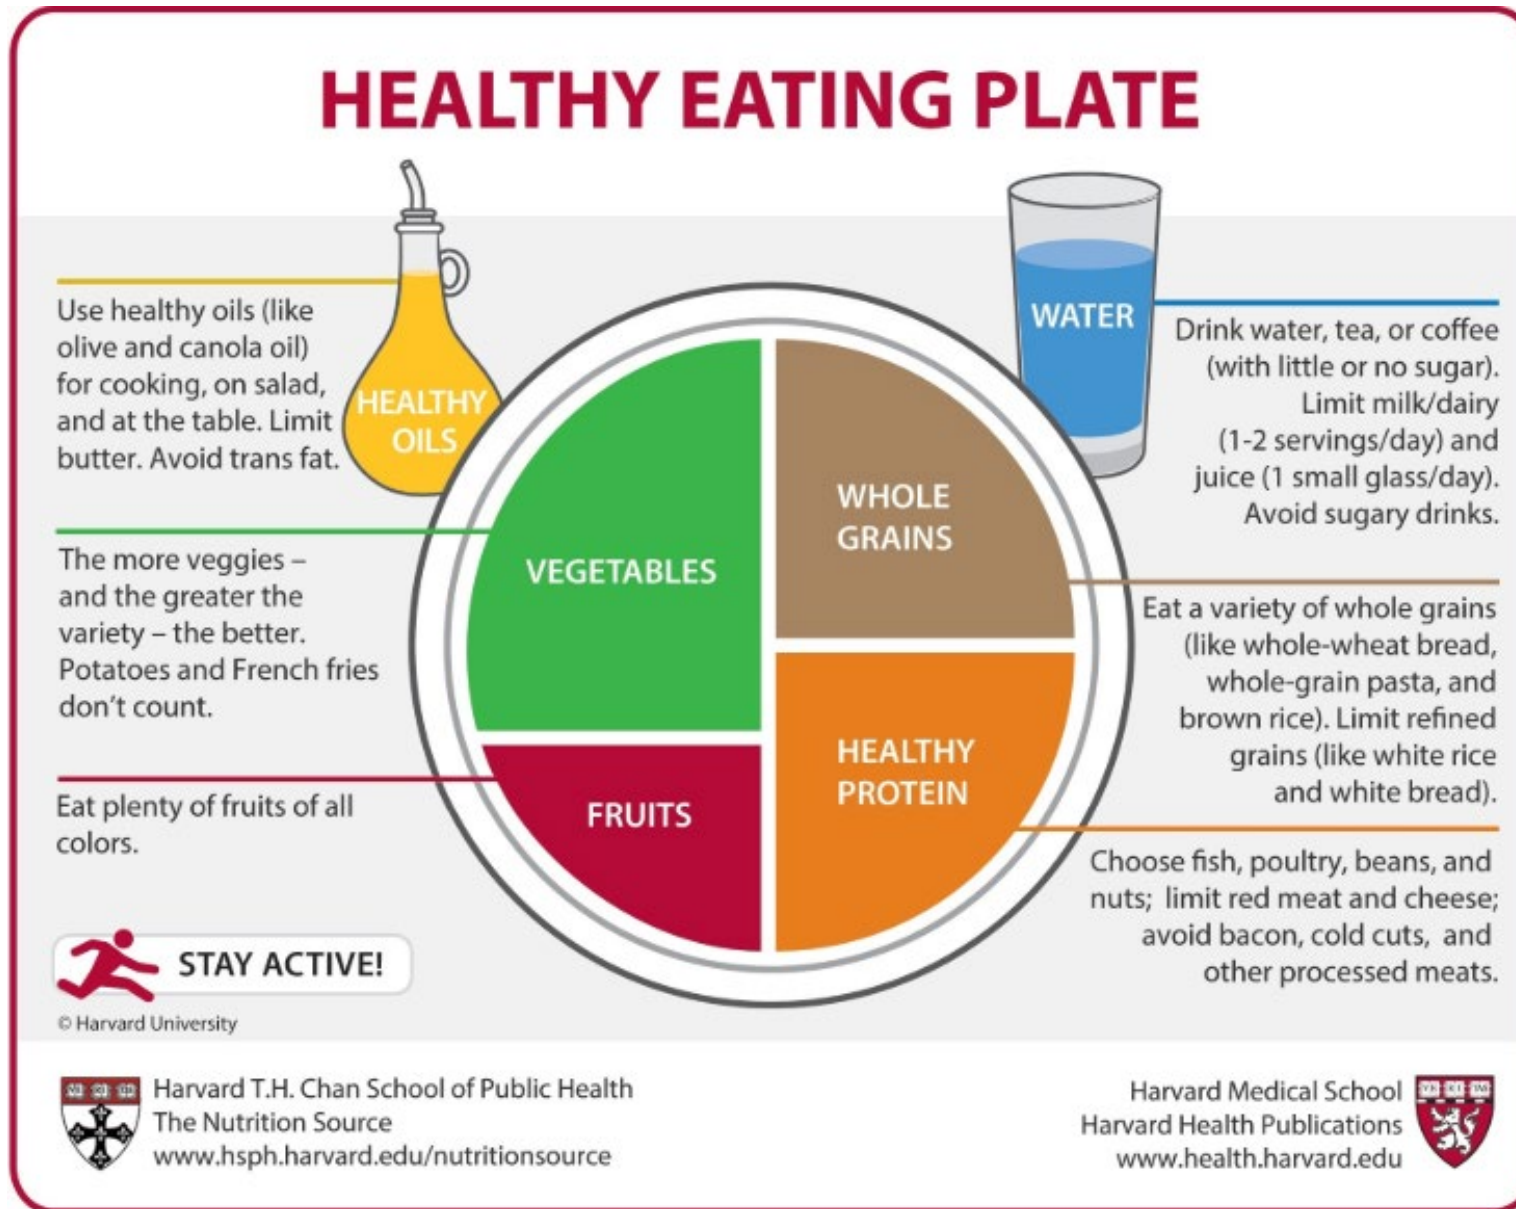 HEALTHY EATING PLATE
Use healthy oils (like
olive and canola oil)
for cooking, on salad,
and at the table. Limit
butter. Avoid trans fat.
HEALTHY
OILS
WATER
Drink water, tea, or coffee
(with little or no sugar).
Limit milk/dairy
(1-2 servings/day) and
juice (1 small glass/day).
Avoid sugary drinks.
The more veggies –
and the greater the
variety – the better.
Potatoes and French fries
don’t count.
VEGETABLES
WHOLE
GRAINS
Eat a variety of whole grains
(like whole-wheat bread,
whole-grain pasta, and
brown rice). Limit refined
grains (like white rice
and white bread).
Eat plenty of fruits of all
colors.
FRUITS
HEALTHY
PROTEIN
Choose fish, poultry, beans, and
nuts; limit red meat and cheese;
avoid bacon, cold cuts, and
other processed meats.
STAY ACTIVE!
© Harvard University
Harvard T.H. Chan School of Public Health
The Nutrition Source
www.hsph.harvard.edu/nutritionsource
Harvard Medical School
Harvard Health Publications
www.health.harvard.edu